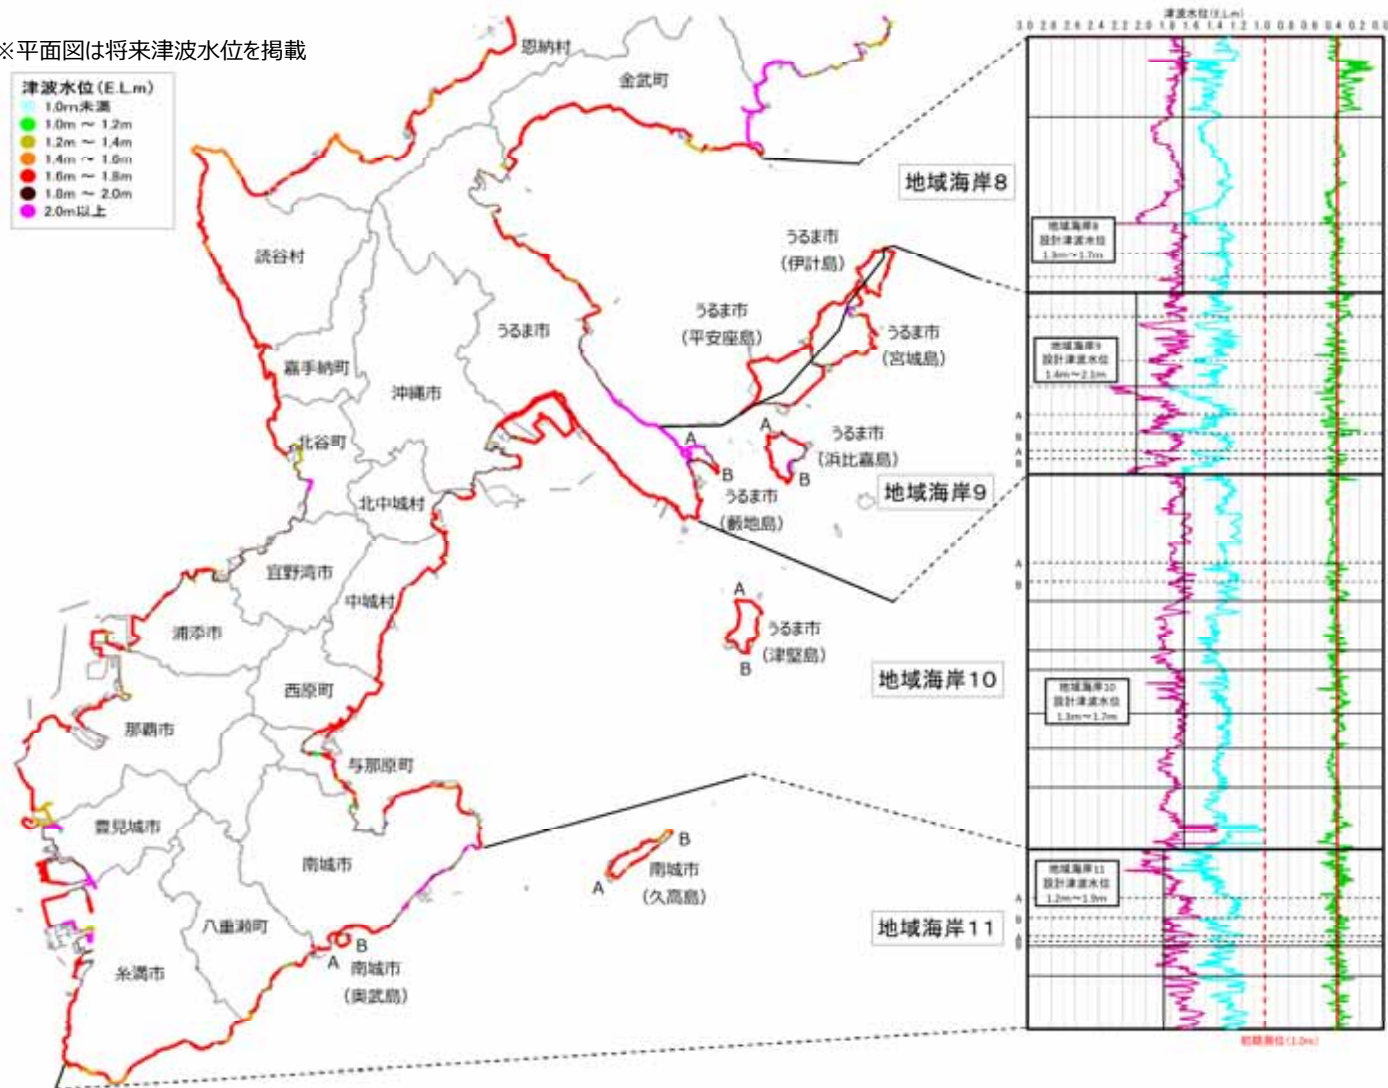 ※平面図は将来津波水位を掲載
津波水位(E.L.m)
1.0m未満
1.0m ～ 1.2m
1.2m ～ 1.4m
1.4m ～ 1.6m
1.6m ～ 1.8m
1.8m ～ 2.0m
2.0m以上
恩納村
金武町
地域海岸8
読谷村
うるま市
(伊計島)
うるま市
うるま市
(平安座島)
うるま市
(宮城島)
嘉手納町
沖縄市
北谷町
A
B
A
B
うるま市
(浜比嘉島)
うるま市
(藪地島)
地域海岸9
北中城村
宜野湾市
中城村
浦添市
A
B
うるま市
(津堅島)
西原町
地域海岸10
那覇市
与那原町
豊見城市
南城市
A
B
南城市
(久高島)
八重瀬町
地域海岸11
糸満市
A
B
南城市
(奥武島)
津波水位(E.L.m)
3.0 2.8 2.6 2.4 2.2 2.0 1.8 1.6 1.4 1.2 1.0 0.8 0.6 0.4 0.2 0.0
地域海岸8
設計津波水位
1.3m～1.7m
地域海岸9
設計津波水位
1.4m～2.1m
A
B
A
B
A
B
地域海岸10
設計津波水位
1.3m～1.7m
地域海岸11
設計津波水位
1.2m～1.9m
A
B
A
B
初期潮位(1.0m)